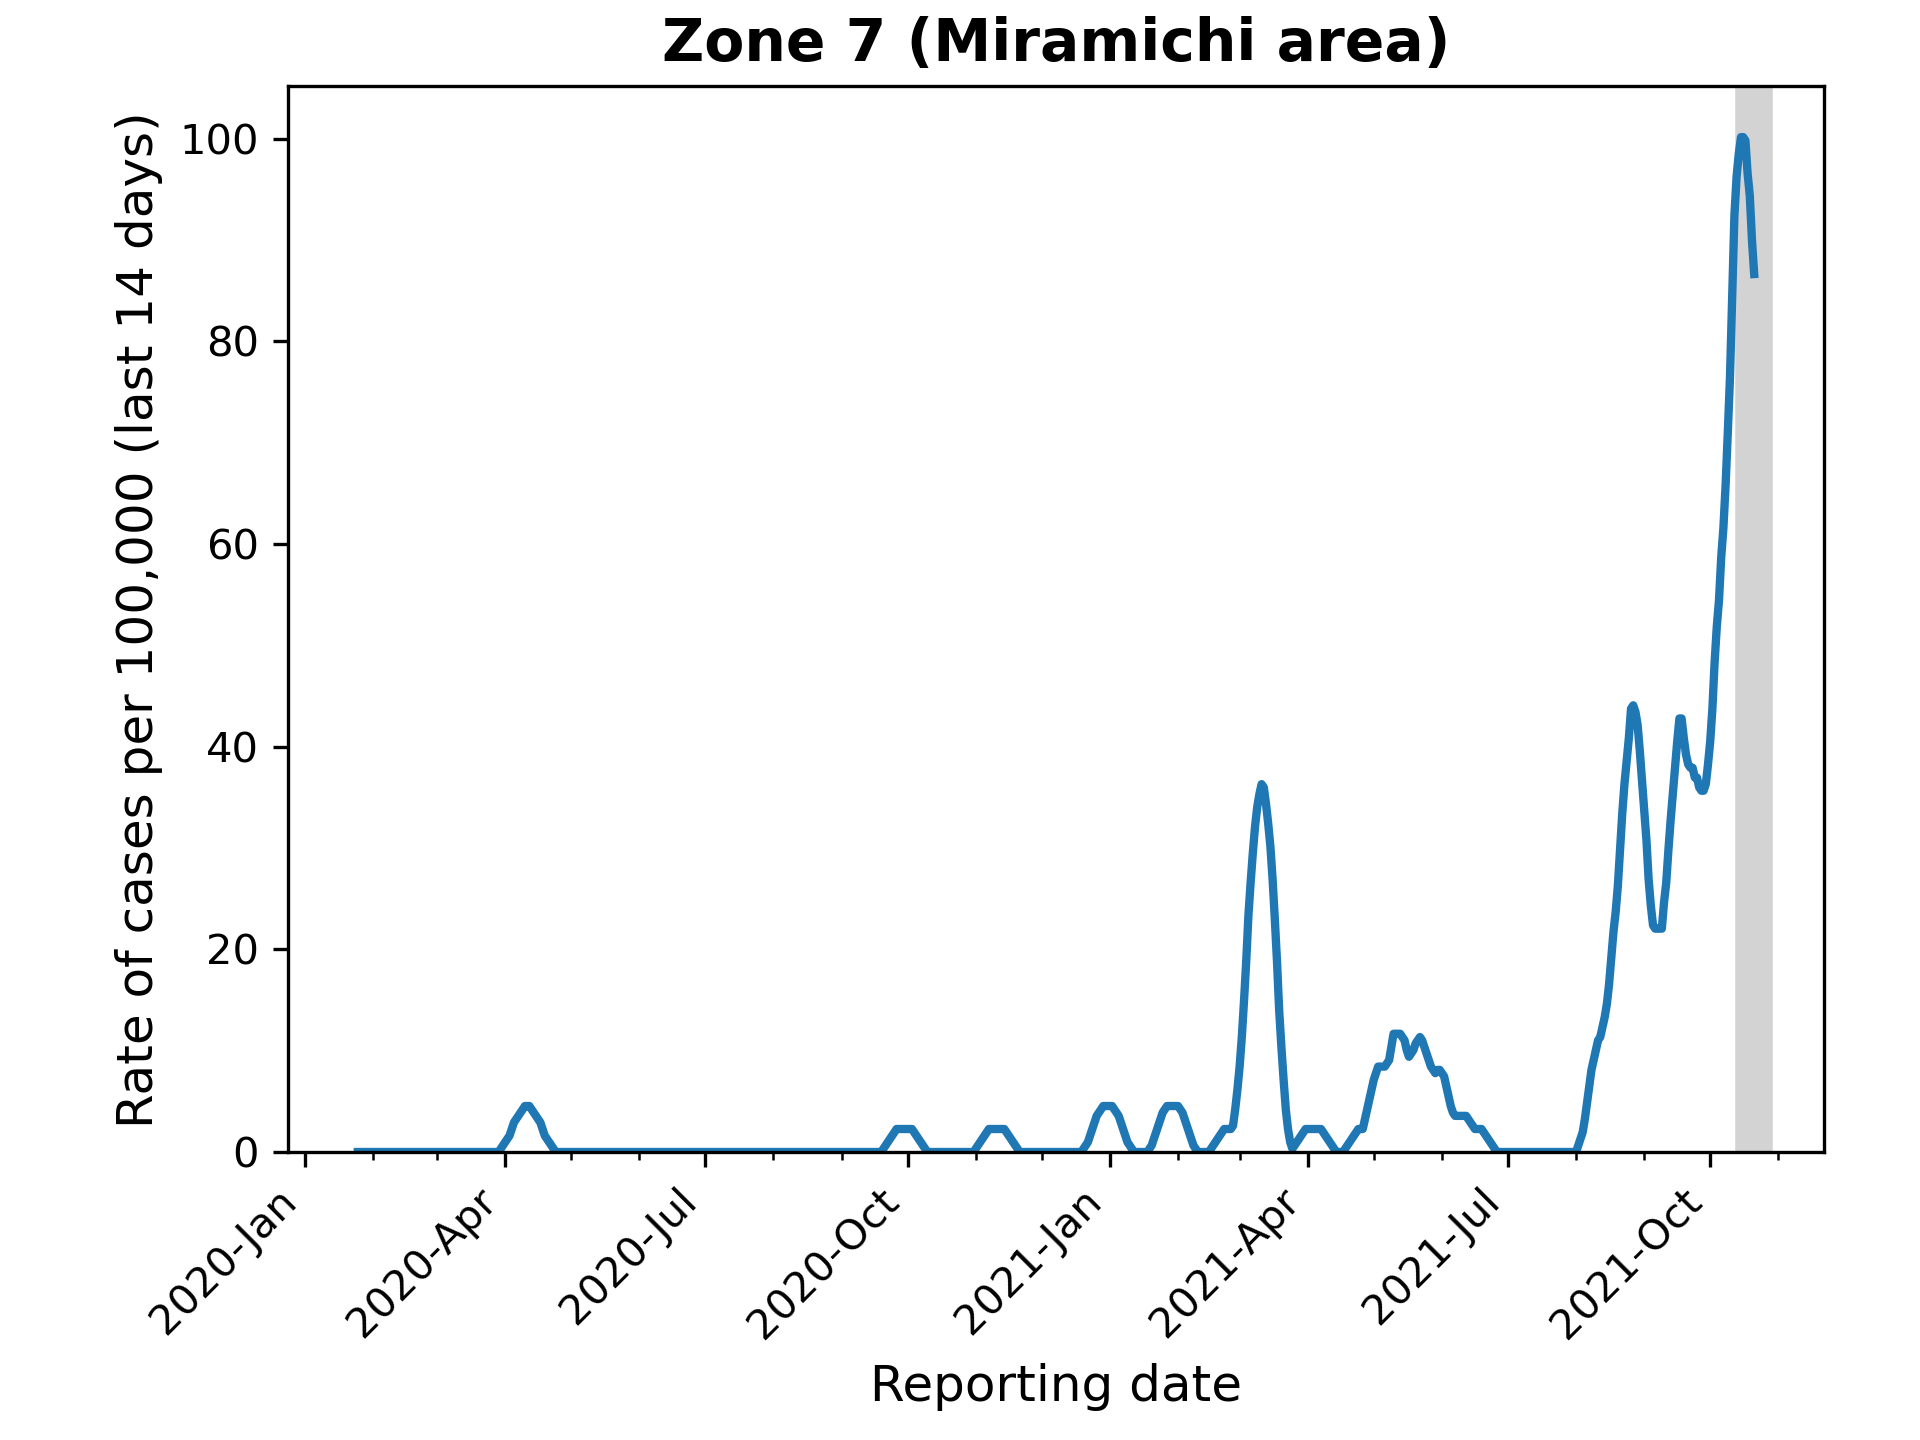 Zone 7 (Miramichi area)
Rate of cases per 100,000 (last 14 days)
100
80
60
40
20
0
2020-Jan
2020-Apr
2020-Jul
2020-Oct
2021-Jan
2021-Apr
2021-Jul
2021-Oct
Reporting date